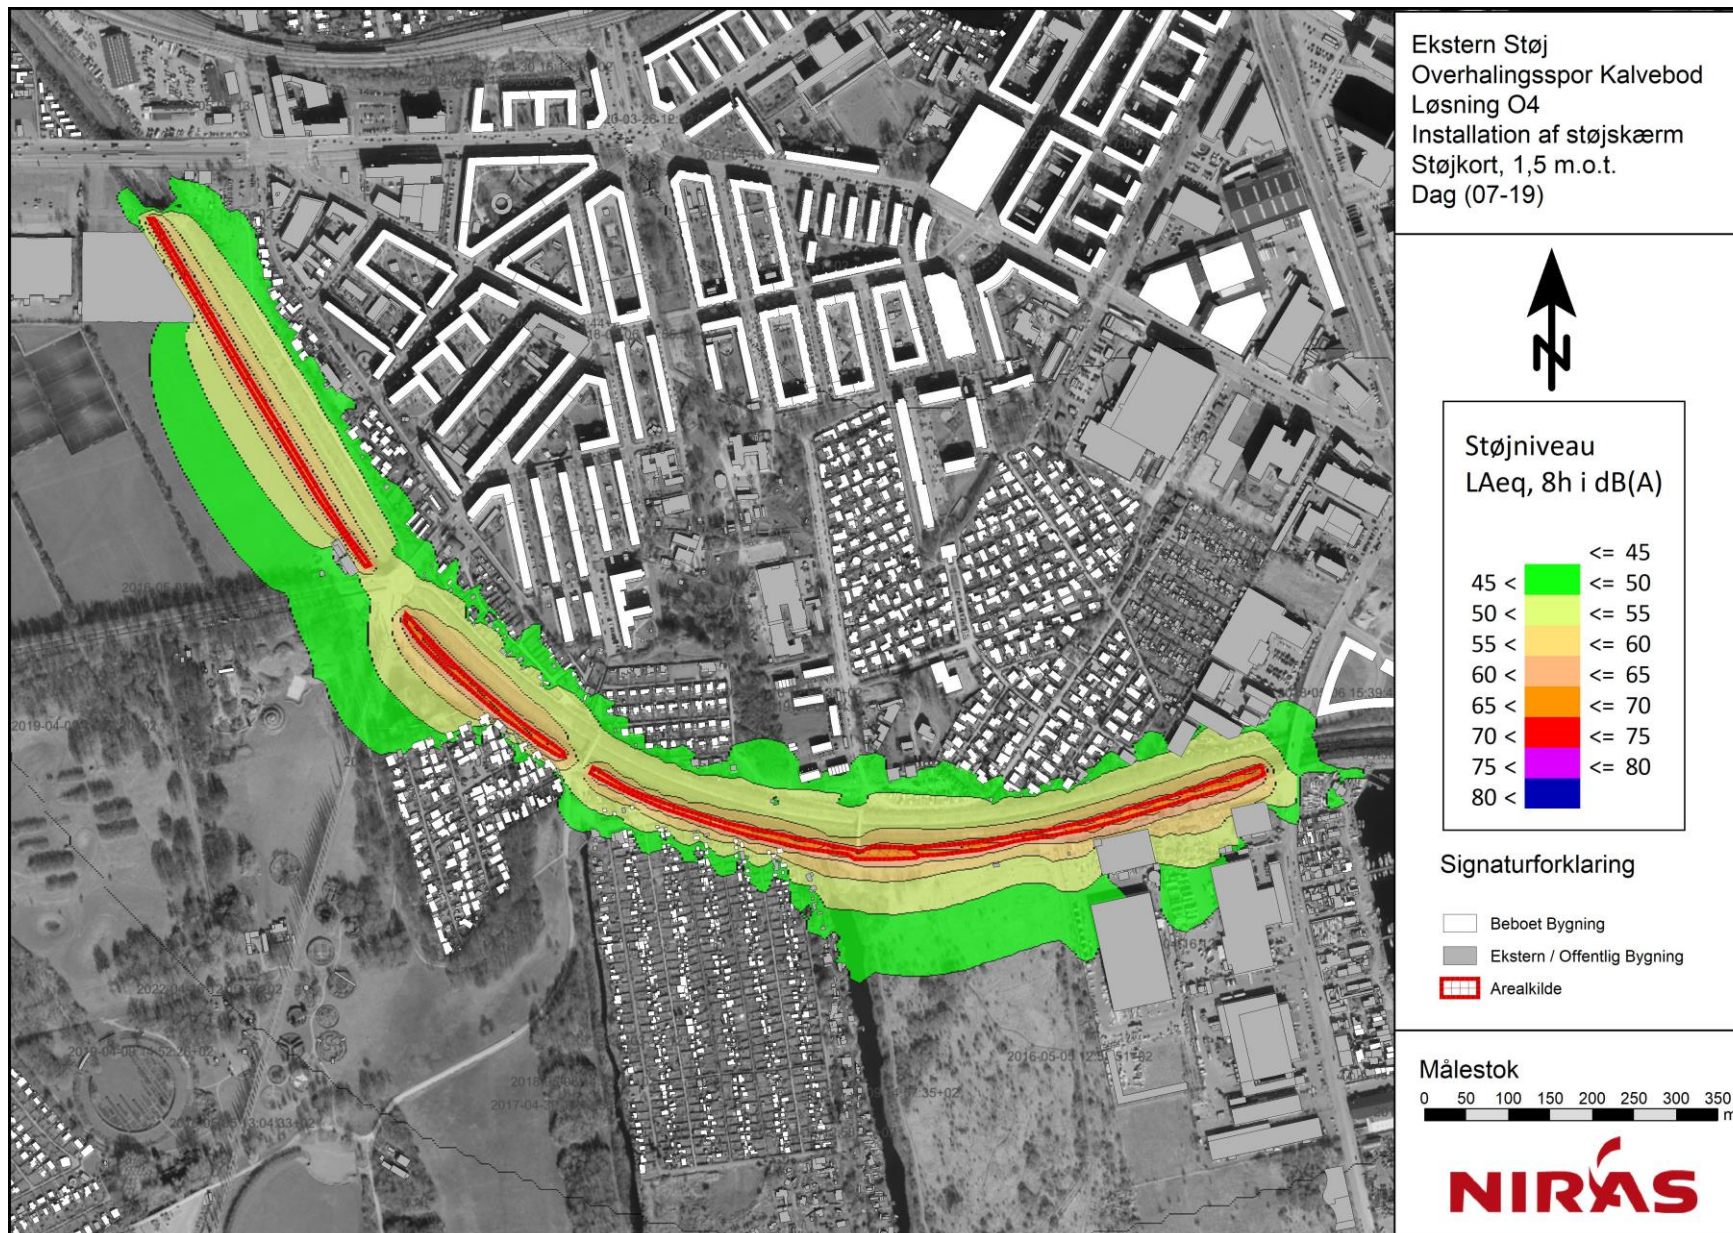 Ekstern Støj
Overhalingsspor Kalvebod
Løsning O4
Installation af støjskærm
Støjkort, 1,5 m.o.t.
Dag (07-19)
N
Støjniveau
LAeq, 8h i dB(A)
<= 45
45 < <= 50
50 < <= 55
55 < <= 60
60 < <= 65
65 < <= 70
70 < <= 75
75 < <= 80
80 <
Signaturforklaring
Beboet Bygning
Ekstern / Offentlig Bygning
Arealkilde
Målestok
0 50 100 150 200 250 300 350
m
NIRAS